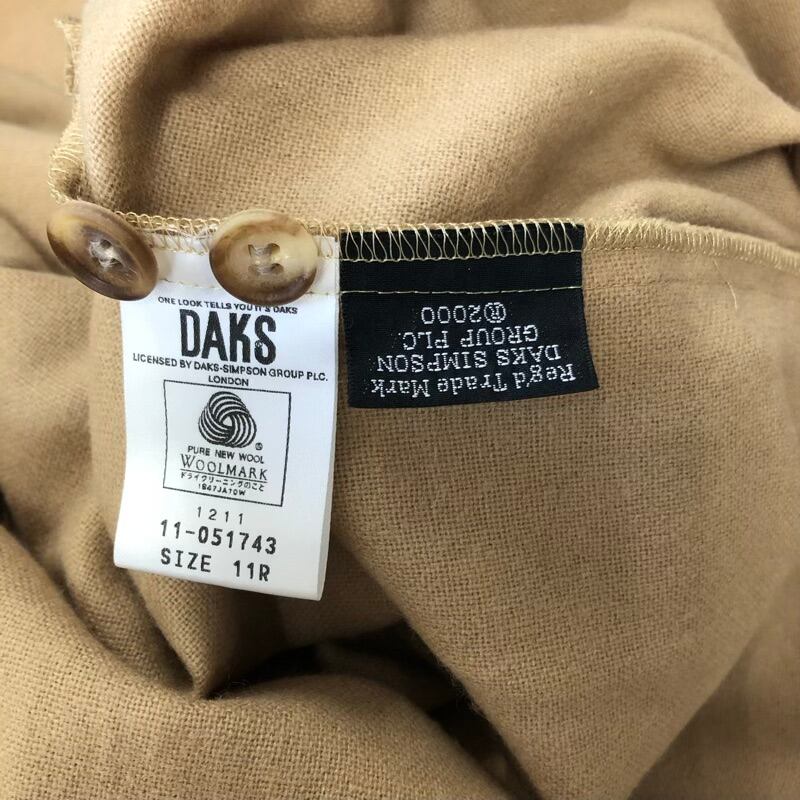 ONE LOOK TELLS YOU IT'S DAKS
DAKS
LICENSED BY DAKS-SIMPSON GROUP PLC.
LONDON
®
PURE NEW WOOL
WOOLMARK
ドライクリーニングのこと
1847JA70W
1211
11-051743
SIZE 11R
Reg'd Trade Mark
DAKS SIMPSON
GROUP PLC
®2000